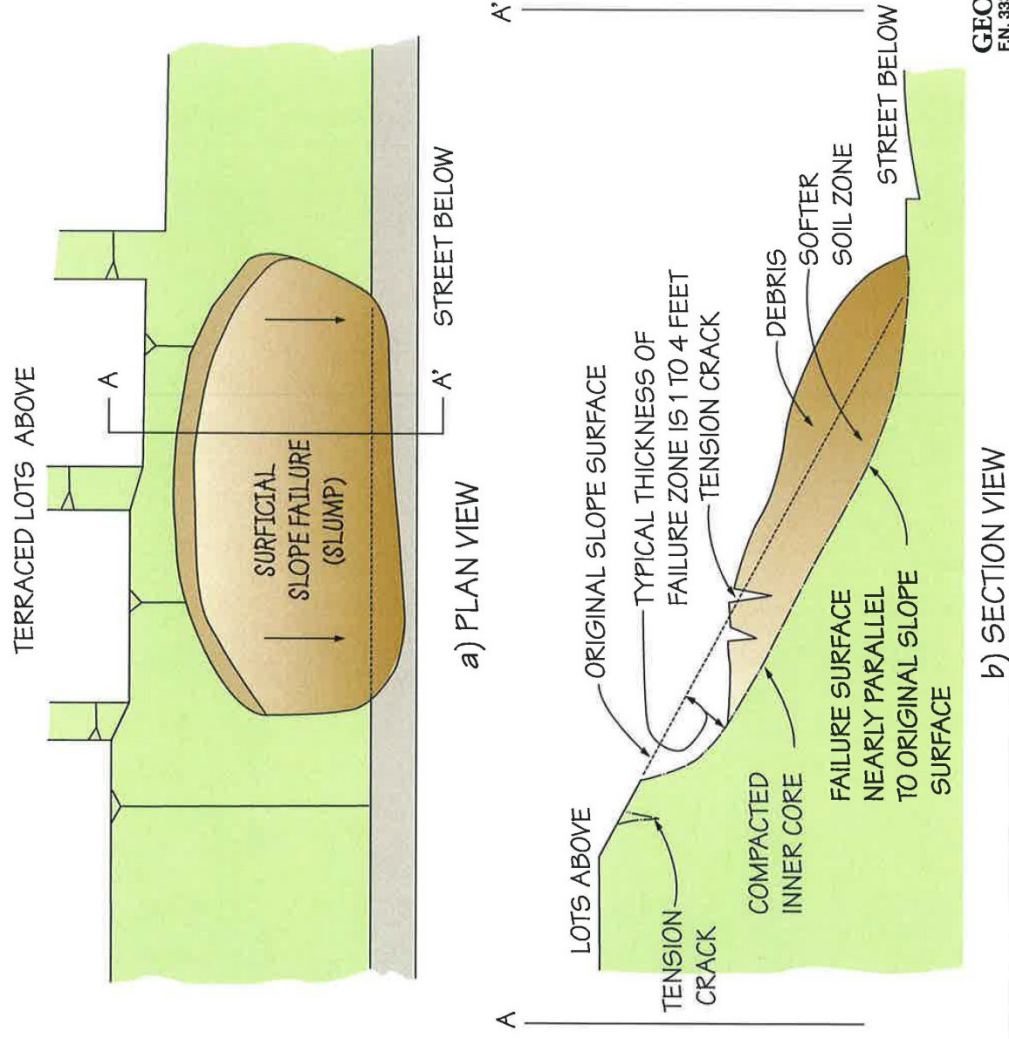 TERRACED LOTS ABOVE
A
SURFICIAL
SLOPE FAILURE
(SLUMP)
A'
STREET BELOW
a) PLAN VIEW
A
A'
LOTS ABOVE
ORIGINAL SLOPE SURFACE
TYPICAL THICKNESS OF
FAILURE ZONE IS 1 TO 4 FEET
TENSION CRACK
TENSION
CRACK
DEBRIS
SOFTER
SOIL ZONE
COMPACTED
INNER CORE
FAILURE SURFACE
NEARLY PARALLEL
TO ORIGINAL SLOPE
SURFACE
STREET BELOW
b) SECTION VIEW
GEO
F.N. 33